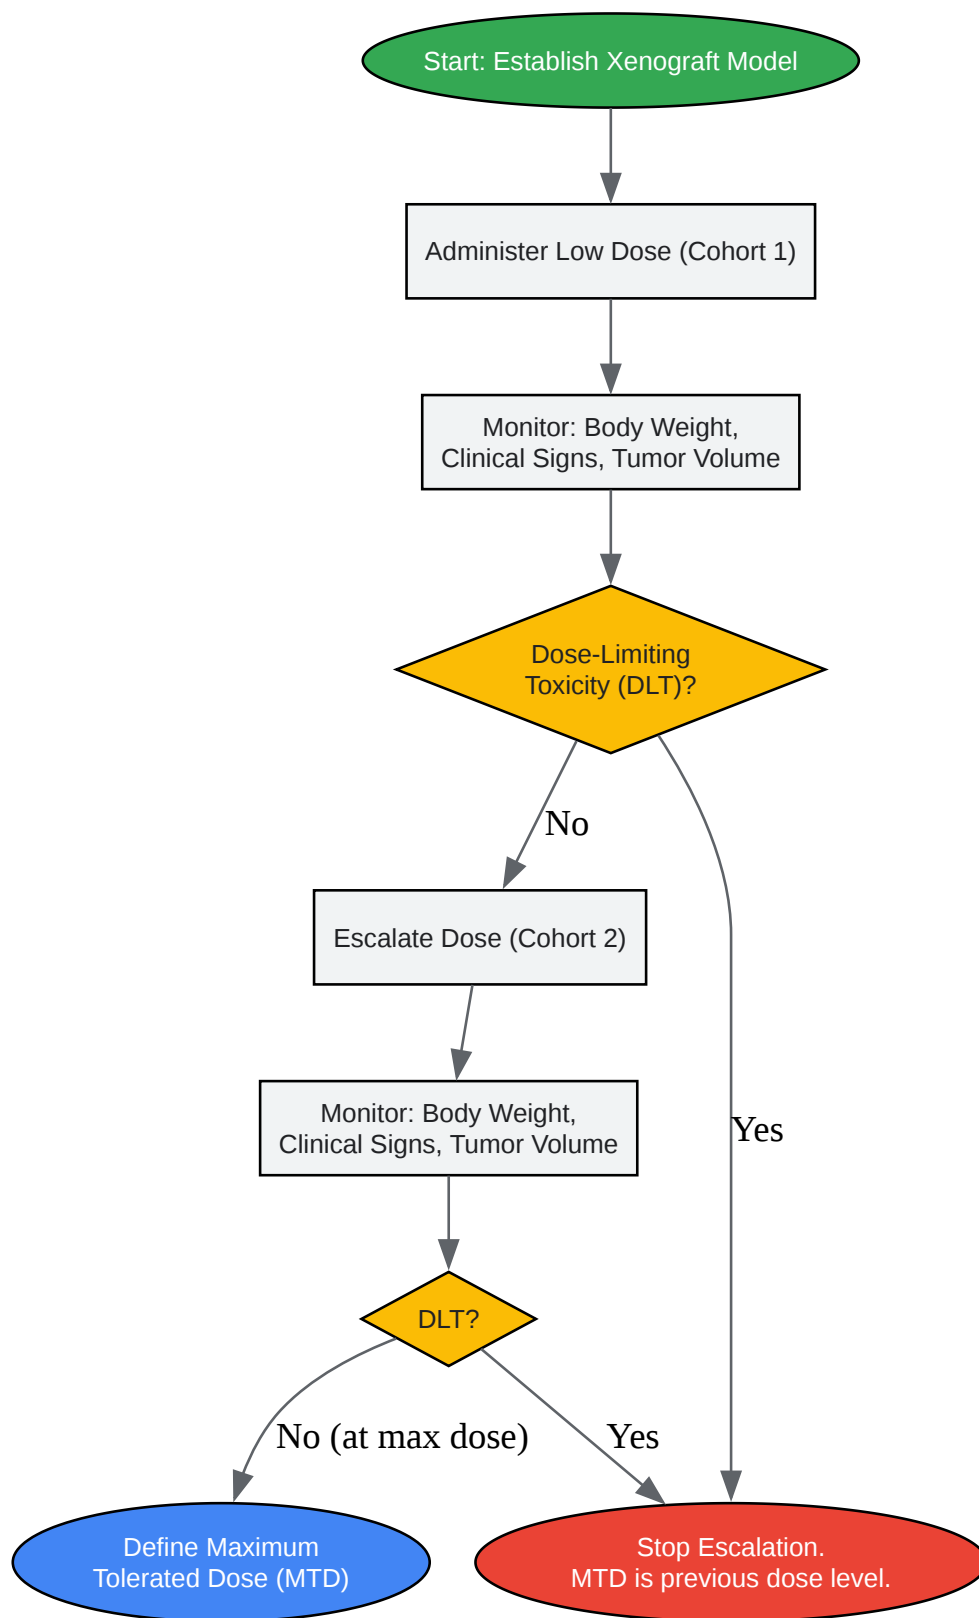 Start: Establish Xenograft Model
Administer Low Dose (Cohort 1)
Monitor: Body Weight,
Clinical Signs, Tumor Volume
Dose-Limiting
Toxicity (DLT)?
No
Escalate Dose (Cohort 2)
Monitor: Body Weight,
Clinical Signs, Tumor Volume
Yes
DLT?
No (at max dose)
Yes
Define Maximum
Tolerated Dose (MTD)
Stop Escalation.
MTD is previous dose level.